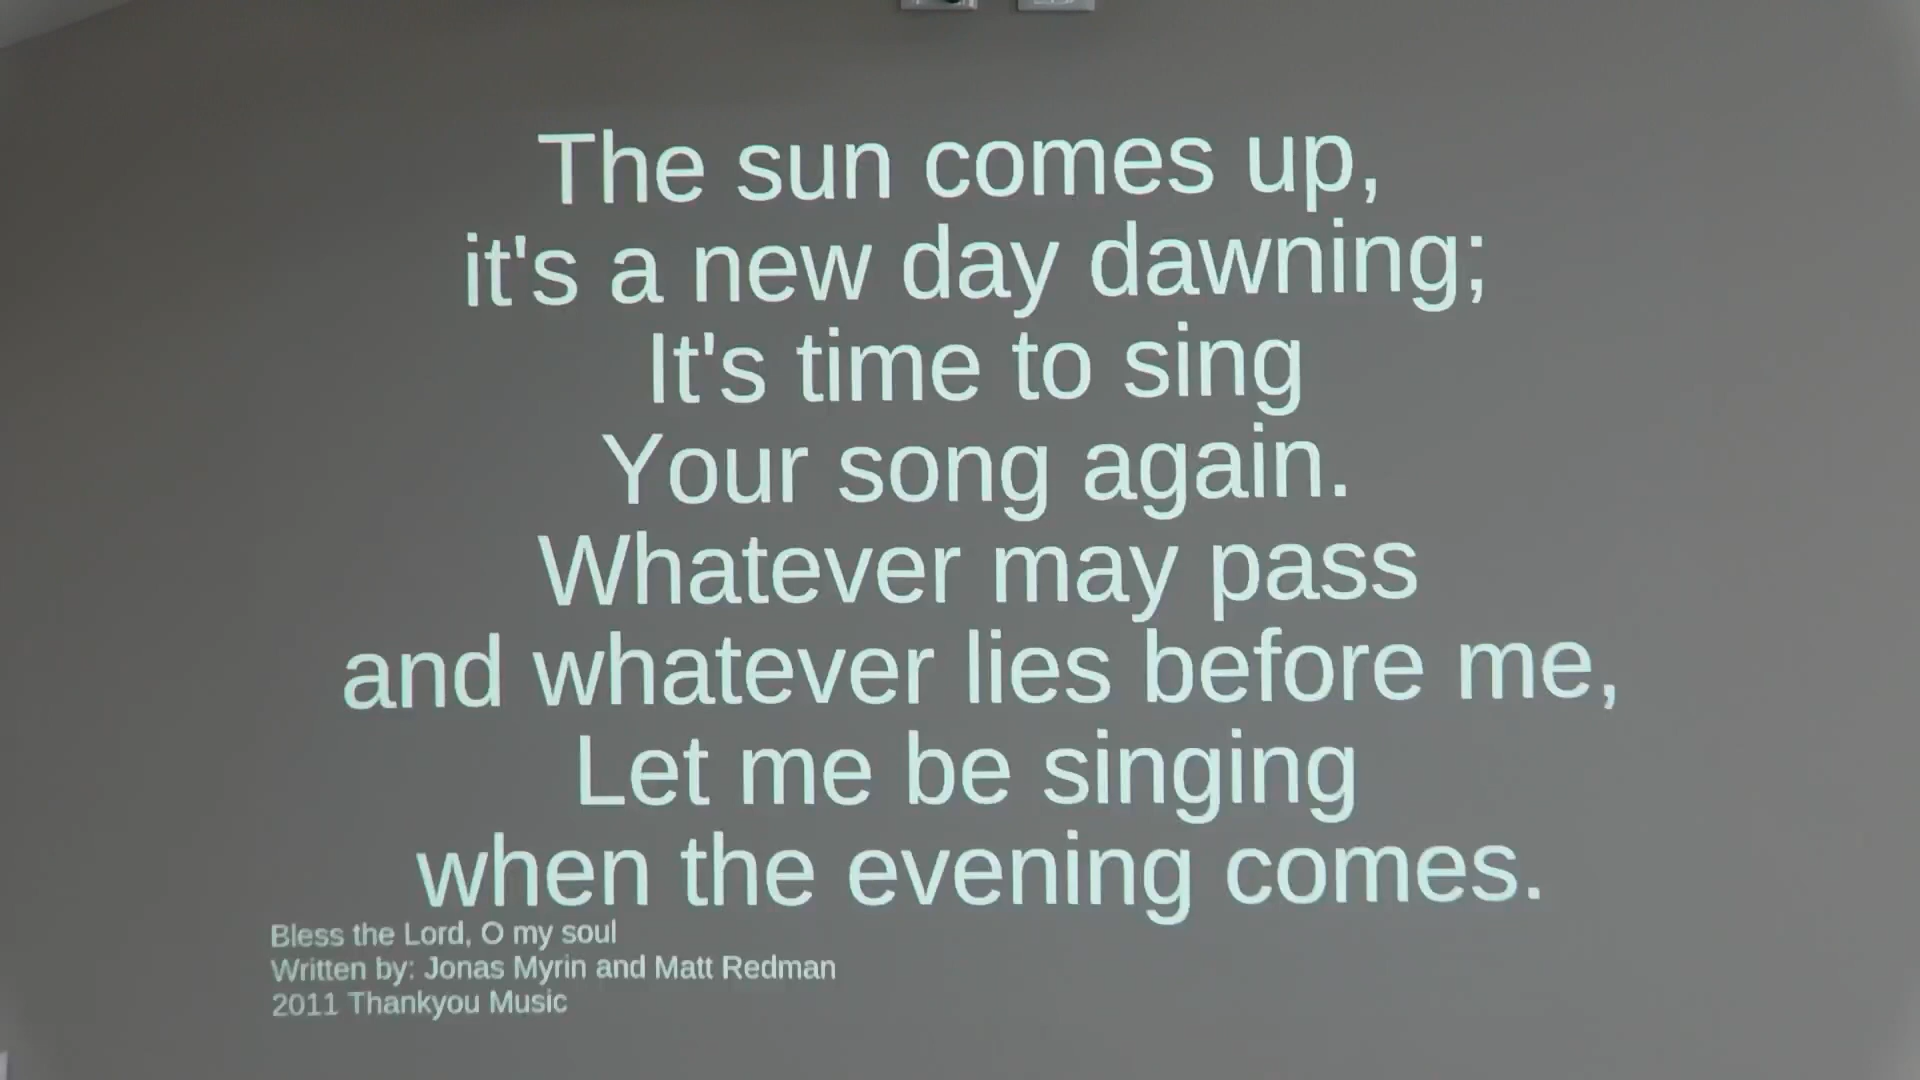 The sun comes up,
it's a new day dawning;
It's time to sing
Your song again.
Whatever may pass
and whatever lies before me,
Let me be singing
when the evening comes.
Bless the Lord, O my soul
Written by: Jonas Myrin and Matt Redman
2011 Thankyou Music